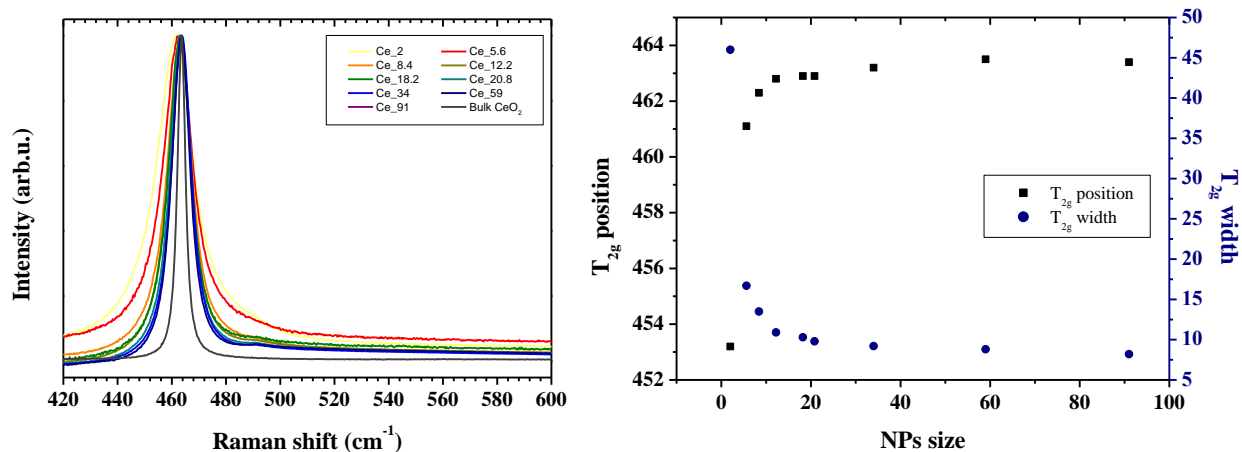 Intensity (arb.u.)
Ce_2 Ce_5.6
Ce_8.4 Ce_12.2
Ce_18.2 Ce_20.8
Ce_34 Ce_59
Ce_91 Bulk CeO₂
420 440 460 480 500 520 540 560 580 600
Raman shift (cm⁻¹)
T₂g position
464
462
460
458
456
454
452
T₂g position
T₂g width
50
45
40
35
30
25
20
15
10
5
T₂g width
0 20 40 60 80 100
NPs size